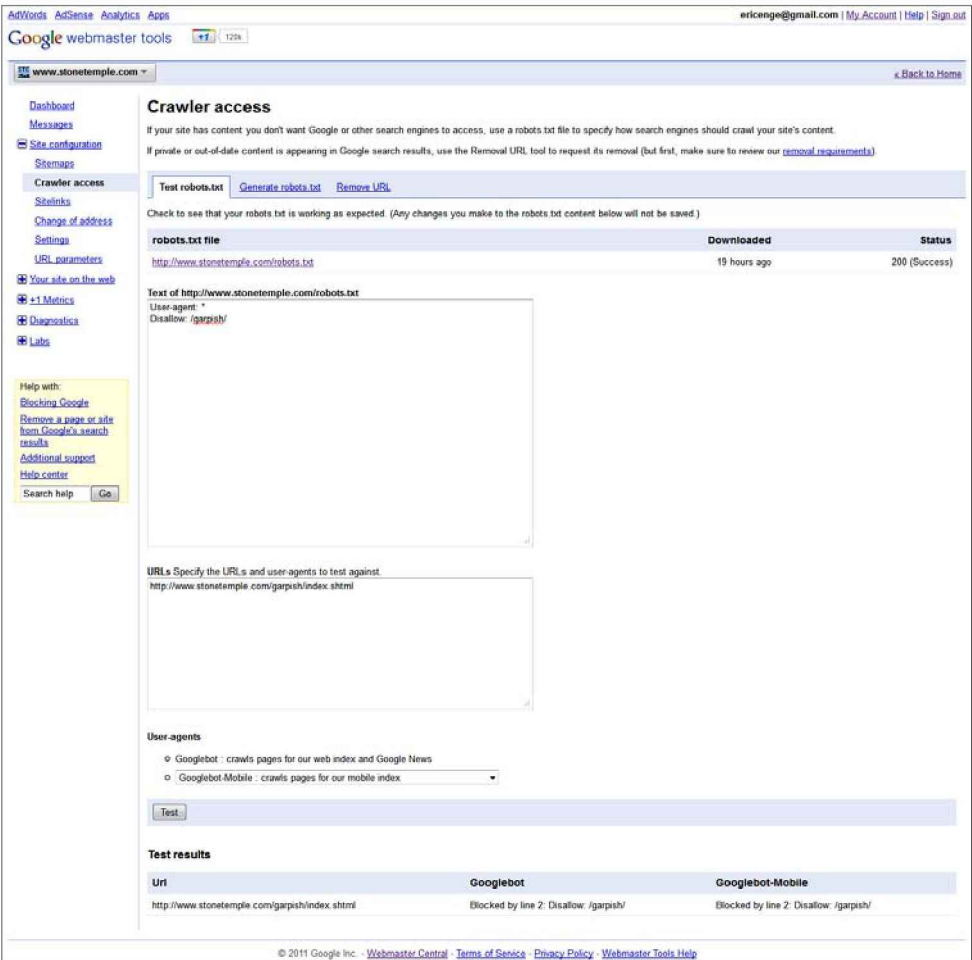 AdWords AdSense Analytics Apps
ericenge@gmail.com | My Account | Help | Sign out
Google webmaster tools +1 120k
www.stonetemple.com
« Back to Home
Dashboard
Messages
Site configuration
Sitemaps
Crawler access
Sitelinks
Change of address
Settings
URL parameters
Your site on the web
+1 Metrics
Diagnostics
Labs
Help with:
Blocking Google
Remove a page or site
from Google's search
results
Additional support
Help center
Search help Go
Crawler access
If your site has content you don't want Google or other search engines to access, use a robots.txt file to specify how search engines should crawl your site's content.
If private or out-of-date content is appearing in Google search results, use the Removal URL tool to request its removal (but first, make sure to review our removal requirements).
Test robots.txt Generate robots.txt Remove URL
Check to see that your robots.txt is working as expected. (Any changes you make to the robots.txt content below will not be saved.)
robots.txt file Downloaded Status
http://www.stonetemple.com/robots.txt 19 hours ago 200 (Success)
Text of http://www.stonetemple.com/robots.txt
User-agent: *
Disallow: /garpish/
URLs Specify the URLs and user-agents to test against.
http://www.stonetemple.com/garpish/index.shtml
User-agents
Googlebot : crawls pages for our web index and Google News
Googlebot-Mobile : crawls pages for our mobile index
Test
Test results
Url Googlebot Googlebot-Mobile
http://www.stonetemple.com/garpish/index.shtml Blocked by line 2: Disallow: /garpish/ Blocked by line 2: Disallow: /garpish/
© 2011 Google Inc. - Webmaster Central - Terms of Service - Privacy Policy - Webmaster Tools Help